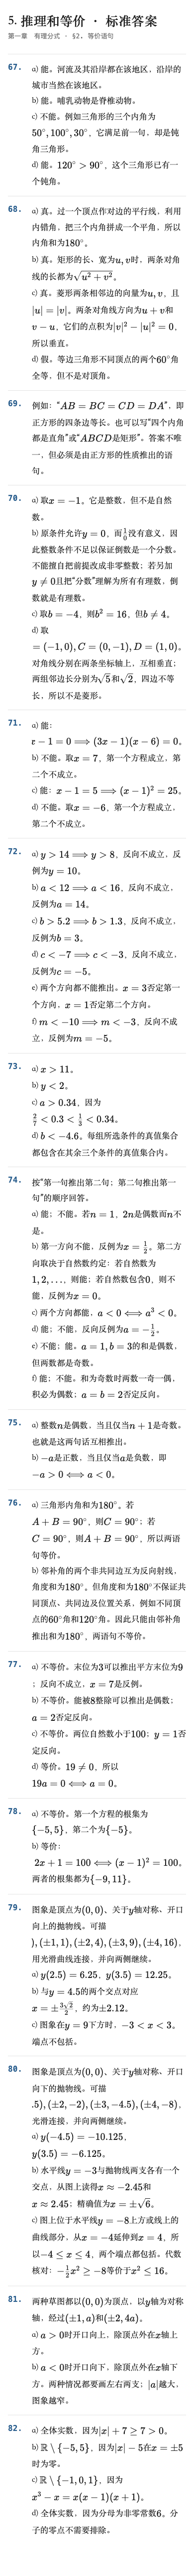 5. 推理和等价 · 标准答案
第一章 有理分式 · §2. 等价语句
67. a) 能。河流及其沿岸都在该地区，沿岸的
城市当然在该地区。
b) 能。哺乳动物是脊椎动物。
c) 不能。例如三角形的三个内角为
50°, 100°, 30°，它满足前一句，却是钝
角三角形。
d) 能。120° > 90°，这个三角形已有一
个钝角。
68. a) 真。过一个顶点作对边的平行线，利用
内错角，把三个内角拼成一个平角，所以
内角和为180°。
b) 真。矩形的长、宽为u, v时，两条对角
线的长都为√(u² + v²)。
c) 真。菱形两条相邻边的向量为u, v，且
|u| = |v|。两条对角线方向为u + v和
v − u，它们的点积为|v|² − |u|² = 0，
所以垂直。
d) 假。等边三角形不同顶点的两个60°角
全等，但不是对顶角。
69. 例如：“AB = BC = CD = DA”，即
正方形的四条边等长。也可以写“四个内角
都是直角”或“ABCD是矩形”。答案不唯
一，但必须是由正方形的性质推出的语
句。
70. a) 取x = −1。它是整数，但不是自然
数。
b) 原条件允许y = 0，而1/0没有意义，因
此整数条件不足以保证倒数是一个分数。
不能擅自把前提改成非零整数；若另加
y ≠ 0且把“分数”理解为所有有理数，倒
数就是有理数。
c) 取b = −4，则b² = 16，但b ≠ 4。
d) 取
= (−1, 0), C = (0, −1), D = (1, 0)。
对角线分别在两条坐标轴上，互相垂直；
两组邻边长分别为√5和√2，四边不等
长，所以不是菱形。
71. a) 能：
x − 1 = 0 ⟹ (3x − 1)(x − 6) = 0。
b) 不能。取x = 7，第一个方程成立，第
二个不成立。
c) 能：x − 1 = 5 ⟹ (x − 1)² = 25。
d) 不能。取x = −6，第一个方程成立，
第二个不成立。
72. a) y > 14 ⟹ y > 8，反向不成立，反
例为y = 10。
b) a < 12 ⟹ a < 16，反向不成立，
反例为a = 14。
c) b > 5.2 ⟹ b > 1.3，反向不成立，
反例为b = 3。
d) c < −7 ⟹ c < −3，反向不成立，
反例为c = −5。
e) 两个方向都不能推出。x = 3否定第一
个方向，x = 1否定第二个方向。
f) m < −10 ⟹ m < −3，反向不成
立，反例为m = −5。
73. a) x > 11。
b) y < 2。
c) a > 0.34，因为
2/7 < 0.3 < 1/3 < 0.34。
d) b < −4.6。每组所选条件的真值集合
都包含在其余三个条件的真值集合内。
74. 按“第一句推出第二句；第二句推出第一
句”的顺序回答。
a) 能；不能。若n = 1，2n是偶数而n不
是。
b) 第一方向不能，反例为x = 1/2。第二方
向取决于自然数约定：若自然数为
1, 2, …，则能；若自然数包含0，则不
能，反例为x = 0。
c) 两个方向都能，a < 0 ⟺ a³ < 0。
d) 能；不能，反向反例为a = −1/2。
e) 不能；能。a = 1, b = 3的和是偶数，
但两数都是奇数。
f) 能；不能。和为奇数时两数一奇一偶，
积必为偶数；a = b = 2否定反向。
75. a) 整数n是偶数，当且仅当n + 1是奇数。
也就是这两句话互相推出。
b) −a是正数，当且仅当a是负数，即
−a > 0 ⟺ a < 0。
76. a) 三角形内角和为180°。若
A + B = 90°，则C = 90°；若
C = 90°，则A + B = 90°，所以两语
句等价。
b) 邻补角的两个非共同边互为反向射线，
角度和为180°。但角度和为180°不保证共
同顶点、共同边及位置关系，例如不同顶
点的60°角和120°角。因此只能由邻补角
推出和为180°，两语句不等价。
77. a) 不等价。末位为3可以推出平方末位为9
；反向不成立，x = 7是反例。
b) 不等价。能被8整除可以推出是偶数；
a = 2否定反向。
c) 不等价。两位自然数小于100；y = 1否
定反向。
d) 等价。19 ≠ 0，所以
19a = 0 ⟺ a = 0。
78. a) 不等价。第一个方程的根集为
{−5, 5}，第二个为{−5}。
b) 等价：
2x + 1 = 100 ⟺ (x − 1)² = 100。
两者的根集都为{−9, 11}。
79. 图象是顶点为(0, 0)、关于y轴对称、开口
向上的抛物线。可描
), (±1, 1), (±2, 4), (±3, 9), (±4, 16)，
用光滑曲线连接，并向两侧继续。
a) y(2.5) = 6.25，y(3.5) = 12.25。
b) 与y = 4.5的两个交点对应
x = ±3√2/2，约为±2.12。
c) 图象在y = 9下方时，−3 < x < 3。
端点不包括。
80. 图象是顶点为(0, 0)、关于y轴对称、开口
向下的抛物线。可描
.5), (±2, −2), (±3, −4.5), (±4, −8)，
光滑连接，并向两侧继续。
a) y(−4.5) = −10.125，
y(3.5) = −6.125。
b) 水平线y = −3与抛物线两支各有一个
交点，从图上读得x ≈ −2.45和
x ≈ 2.45；精确值为x = ±√6。
c) 图上位于水平线y = −8上方或线上的
曲线部分，从x = −4延伸到x = 4，所
以−4 ≤ x ≤ 4，两个端点都包括。代数
核对：−1/2x² ≥ −8等价于x² ≤ 16。
81. 两种草图都以(0, 0)为顶点，以y轴为对称
轴，经过(±1, a)和(±2, 4a)。
a) a > 0时开口向上，除顶点外在x轴上
方。
b) a < 0时开口向下，除顶点外在x轴下
方。两种情况都要画左右两支；|a|越大，
图象越窄。
82. a) 全体实数，因为|x| + 7 ≥ 7 > 0。
b) ℝ \ {−5, 5}，因为|x| − 5在x = ±5
时为零。
c) ℝ \ {−1, 0, 1}，因为
x³ − x = x(x − 1)(x + 1)。
d) 全体实数，因为分母为非零常数6。分
子的零点不需要排除。